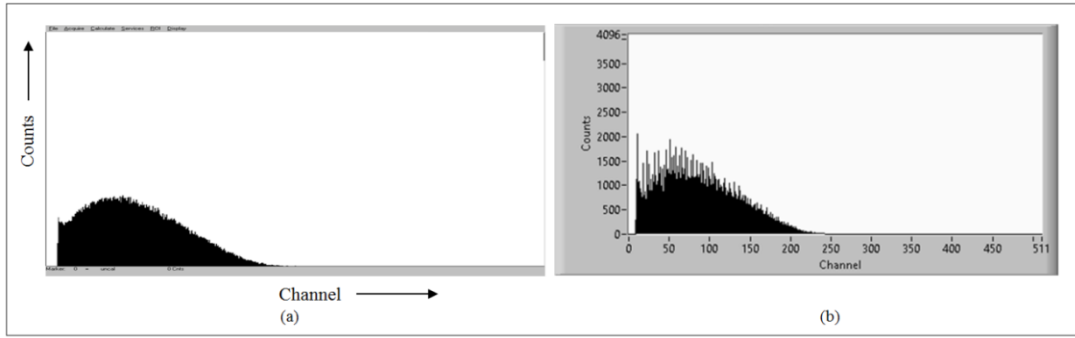 File Acquire Calculate Services ROI Display
Counts
Marker: 0 = uncal 0 Cnts
Channel
(a)
4096
3500
3000
2500
2000
1500
1000
500
0
Counts
0 50 100 150 200 250 300 350 400 450 511
Channel
(b)